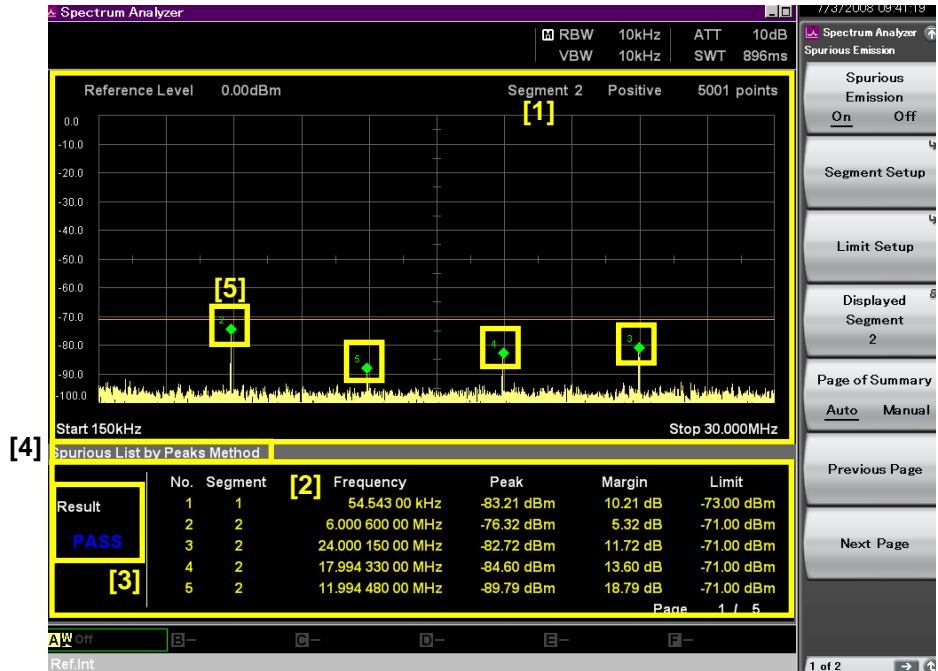 Spectrum Analyzer
7/3/2008 09:41:19
RBW 10kHz ATT 10dB
VBW 10kHz SWT 896ms
Reference Level 0.00dBm Segment 2 Positive 5001 points
[1]
0.0
-10.0
-20.0
-30.0
-40.0
-50.0
-60.0
-70.0
-80.0
-90.0
-100.0
[5]
2
5
4
3
Start 150kHz Stop 30.000MHz
[4]
Spurious List by Peaks Method
No. Segment [2] Frequency Peak Margin Limit
1 1 54.543 00 kHz -83.21 dBm 10.21 dB -73.00 dBm
2 2 6.000 600 00 MHz -76.32 dBm 5.32 dB -71.00 dBm
3 2 24.000 150 00 MHz -82.72 dBm 11.72 dB -71.00 dBm
4 2 17.994 330 00 MHz -84.60 dBm 13.60 dB -71.00 dBm
5 2 11.994 480 00 MHz -89.79 dBm 18.79 dB -71.00 dBm
Result
PASS
[3]
Page 1 / 5
A W Off B- C- D- E- F-
Ref.Int
Spectrum Analyzer
Spurious Emission
Spurious
Emission
On Off
Segment Setup
Limit Setup
Displayed
Segment
2
Page of Summary
Auto Manual
Previous Page
Next Page
1 of 2